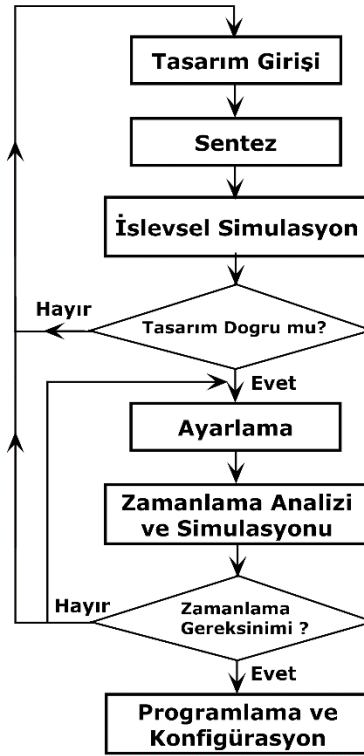 Tasarım Girişi
Sentez
İslevsel Simulasyon
Hayır
Tasarım Dogru mu?
Evet
Ayarlama
Zamanlama Analizi
ve Simulasyonu
Hayır
Zamanlama
Gereksinimi ?
Evet
Programlama ve
Konfigürasyon